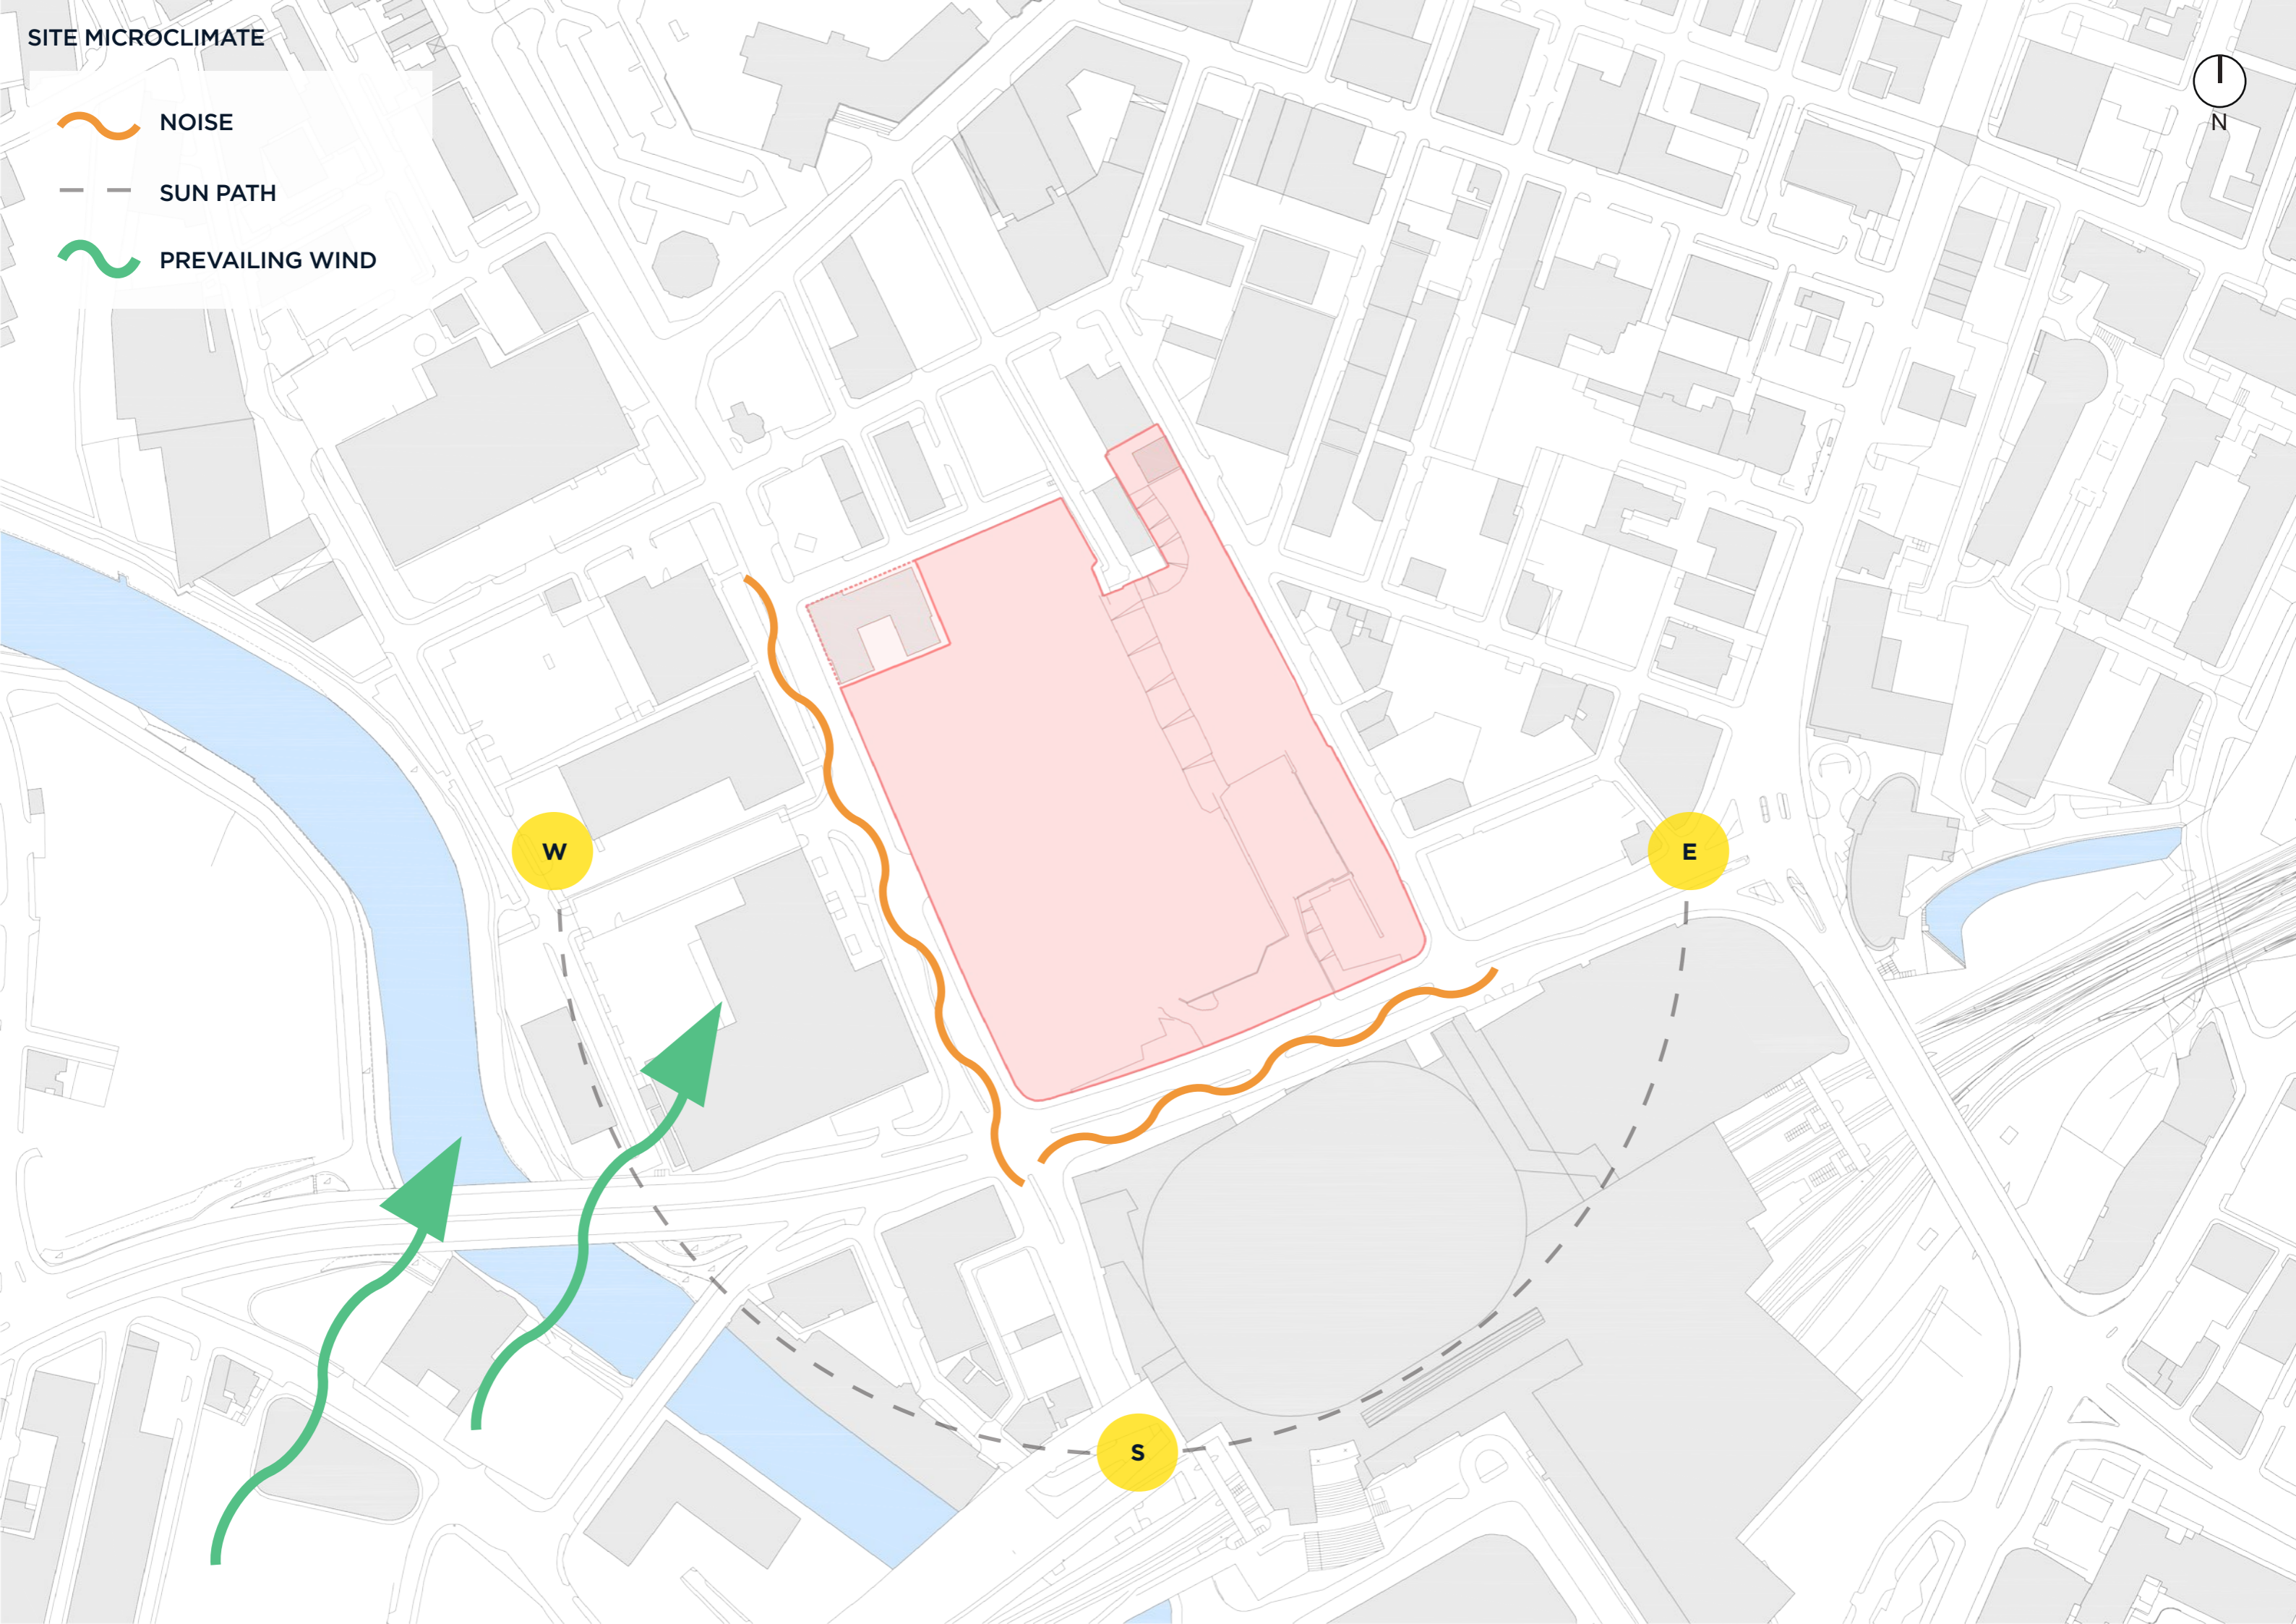 SITE MICROCLIMATE
NOISE
SUN PATH
PREVAILING WIND
N
W
E
S